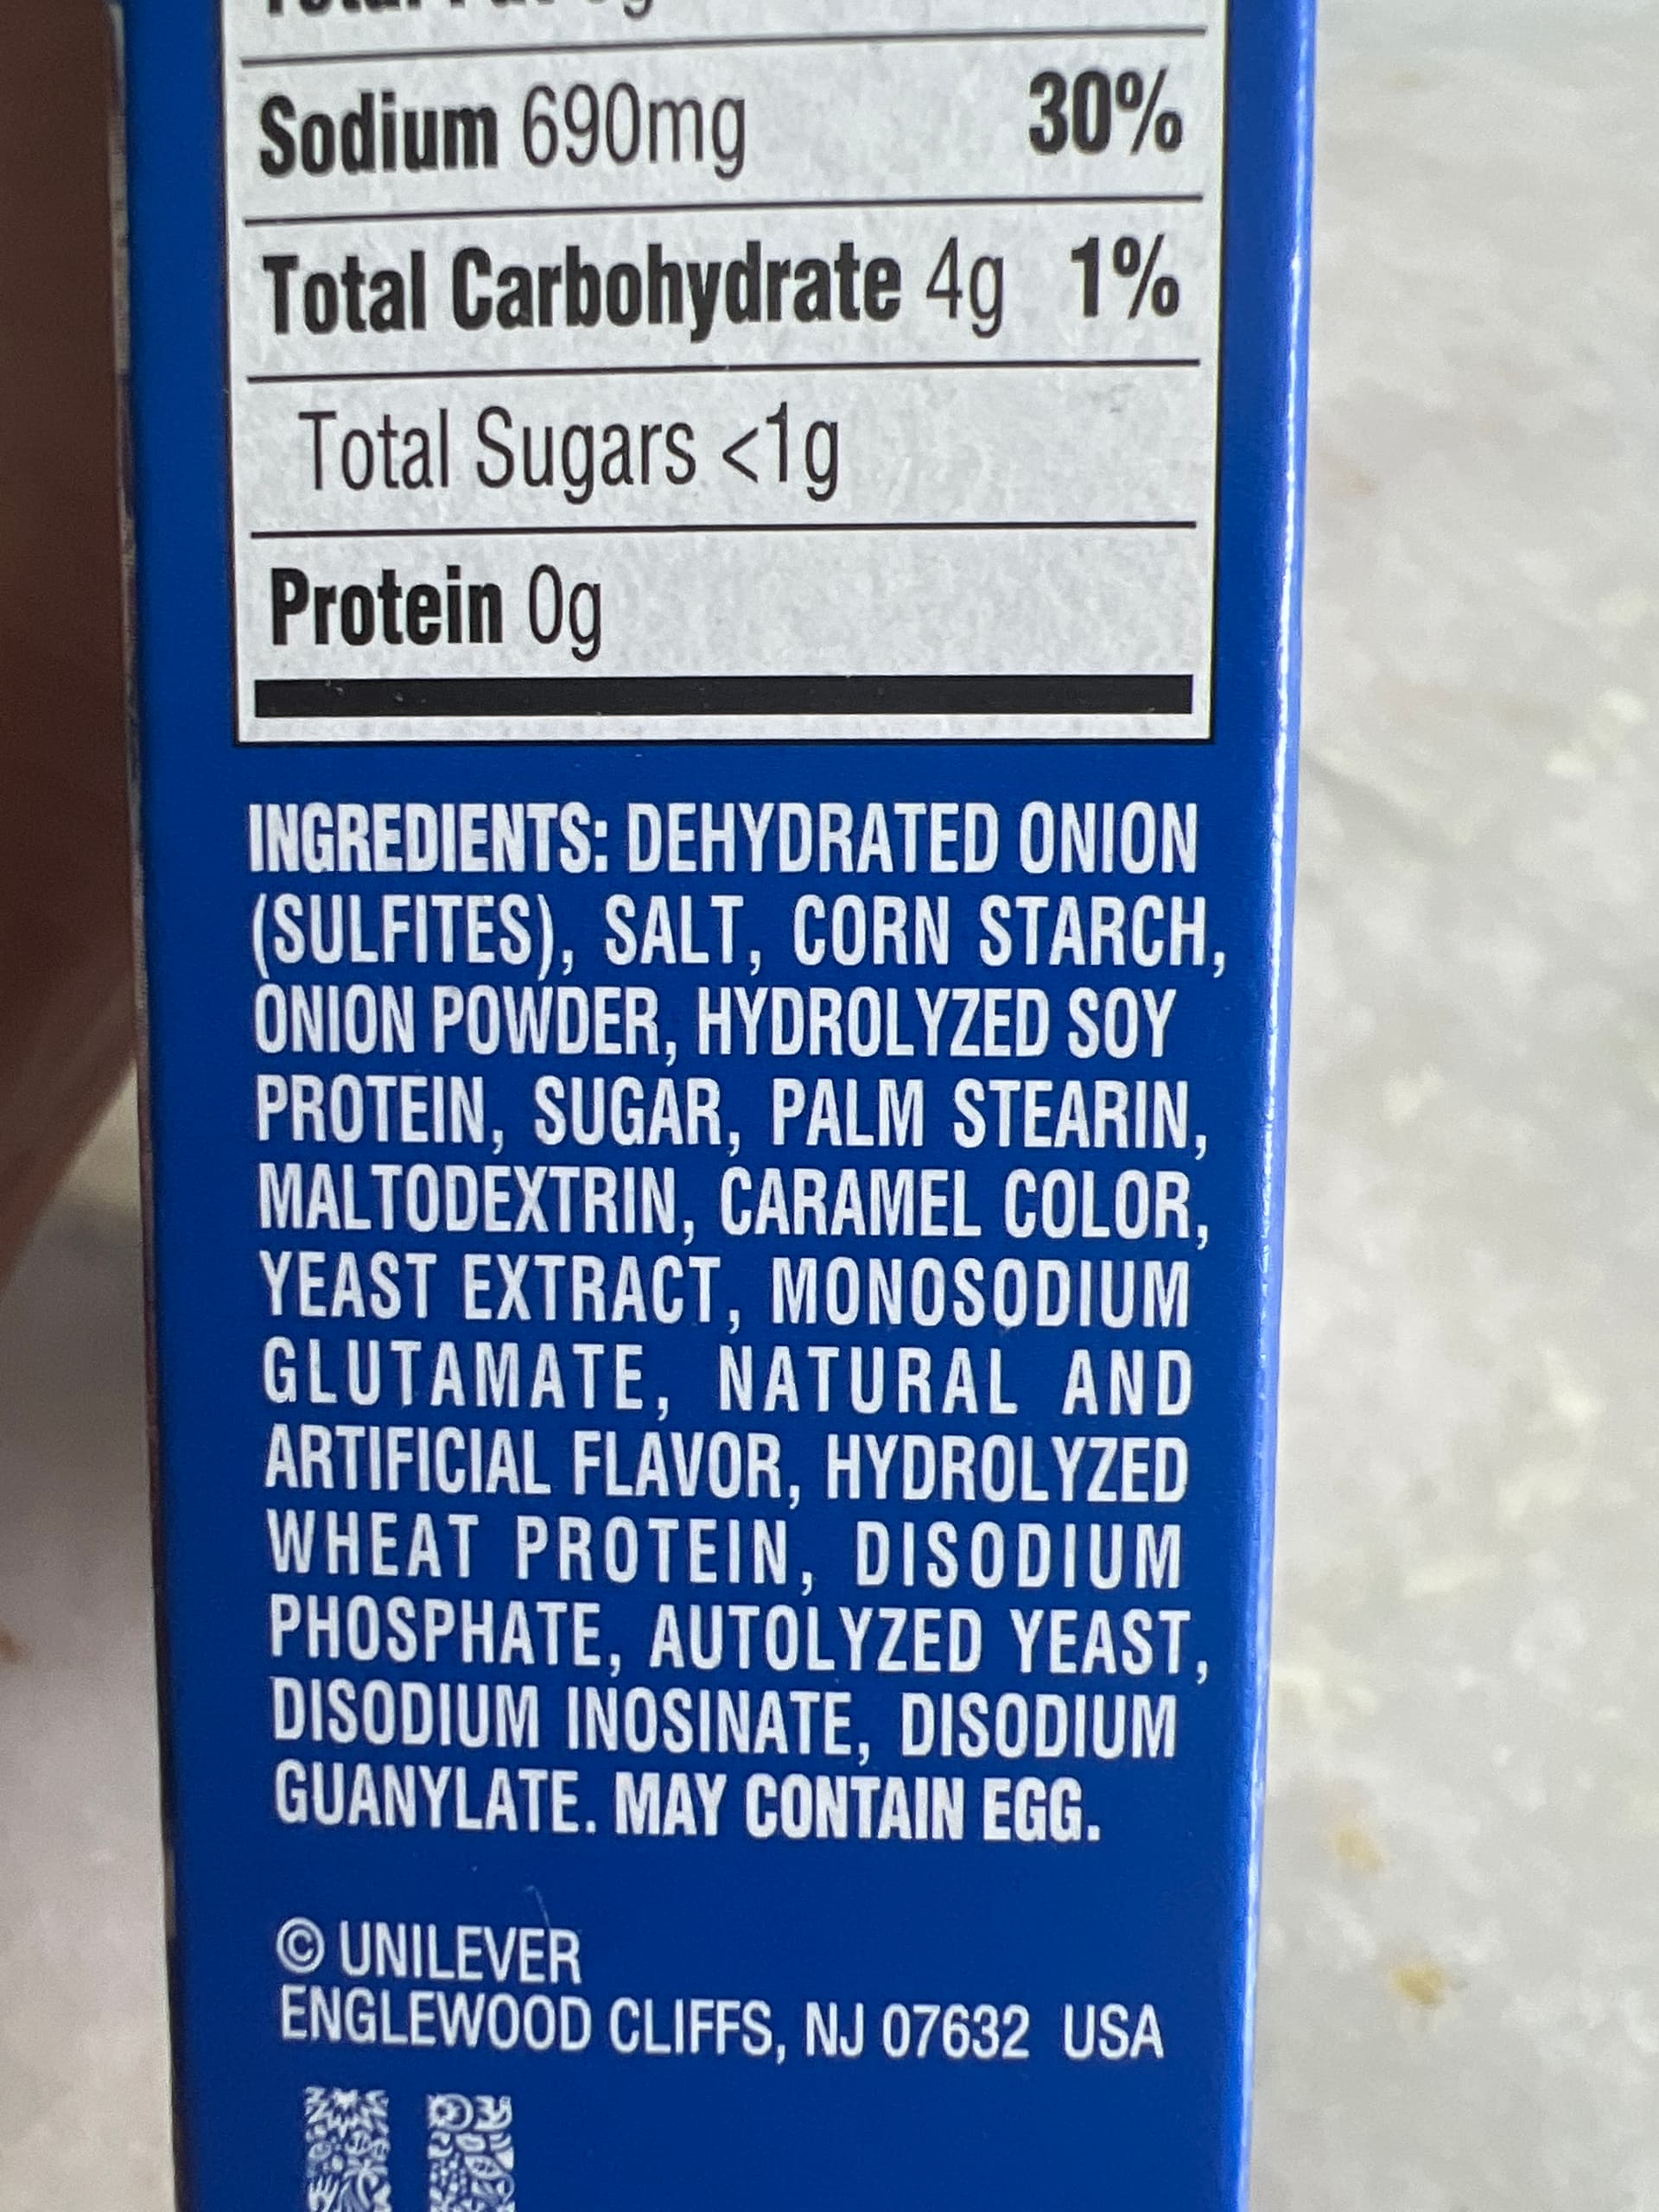 Total Fat 0g
Sodium 690mg 30%
Total Carbohydrate 4g 1%
Total Sugars <1g
Protein 0g
INGREDIENTS: DEHYDRATED ONION
(SULFITES), SALT, CORN STARCH,
ONION POWDER, HYDROLYZED SOY
PROTEIN, SUGAR, PALM STEARIN,
MALTODEXTRIN, CARAMEL COLOR,
YEAST EXTRACT, MONOSODIUM
GLUTAMATE, NATURAL AND
ARTIFICIAL FLAVOR, HYDROLYZED
WHEAT PROTEIN, DISODIUM
PHOSPHATE, AUTOLYZED YEAST,
DISODIUM INOSINATE, DISODIUM
GUANYLATE. MAY CONTAIN EGG.
© UNILEVER
ENGLEWOOD CLIFFS, NJ 07632 USA